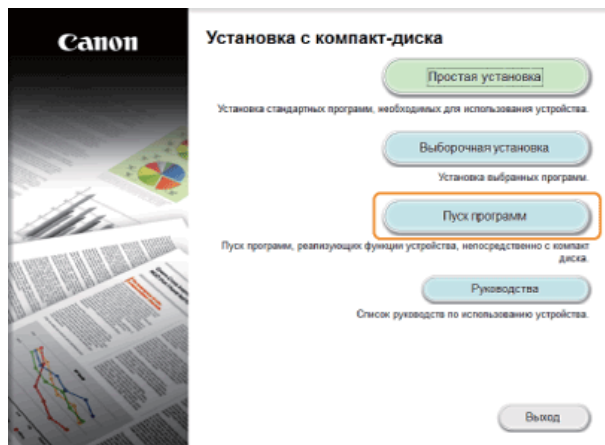 Canon
Установка с компакт-диска
Простая установка
Установка стандартных программ, необходимых для использования устройства.
Выборочная установка
Установка выбранных программ.
Пуск программ
Пуск программ, реализующих функции устройства, непосредственно с компакт
диска.
Руководства
Список руководств по использованию устройства.
Выход